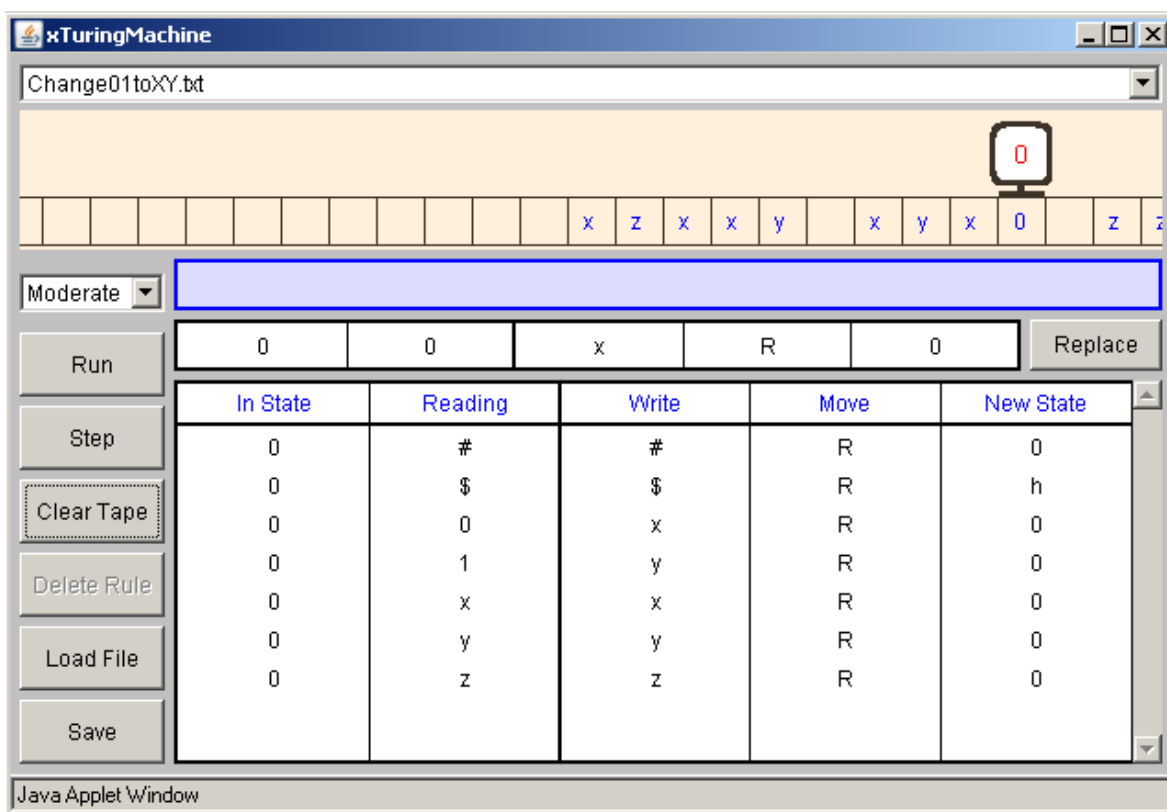 xTuringMachine
Change01toXY.txt
0
x z x x y x y x 0 z
Moderate
0 0 x R 0 Replace
Run
In State Reading Write Move New State
Step
0 # # R 0
0 $ $ R h
Clear Tape
0 0 x R 0
0 1 y R 0
Delete Rule
0 x x R 0
0 y y R 0
Load File
0 z z R 0
Save
Java Applet Window